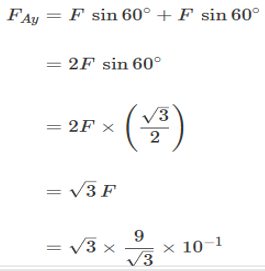 F_{Ay} = F sin 60° + F sin 60°
= 2F sin 60°
= 2F × (√3/2)
= √3 F
= √3 × 9/√3 × 10⁻¹